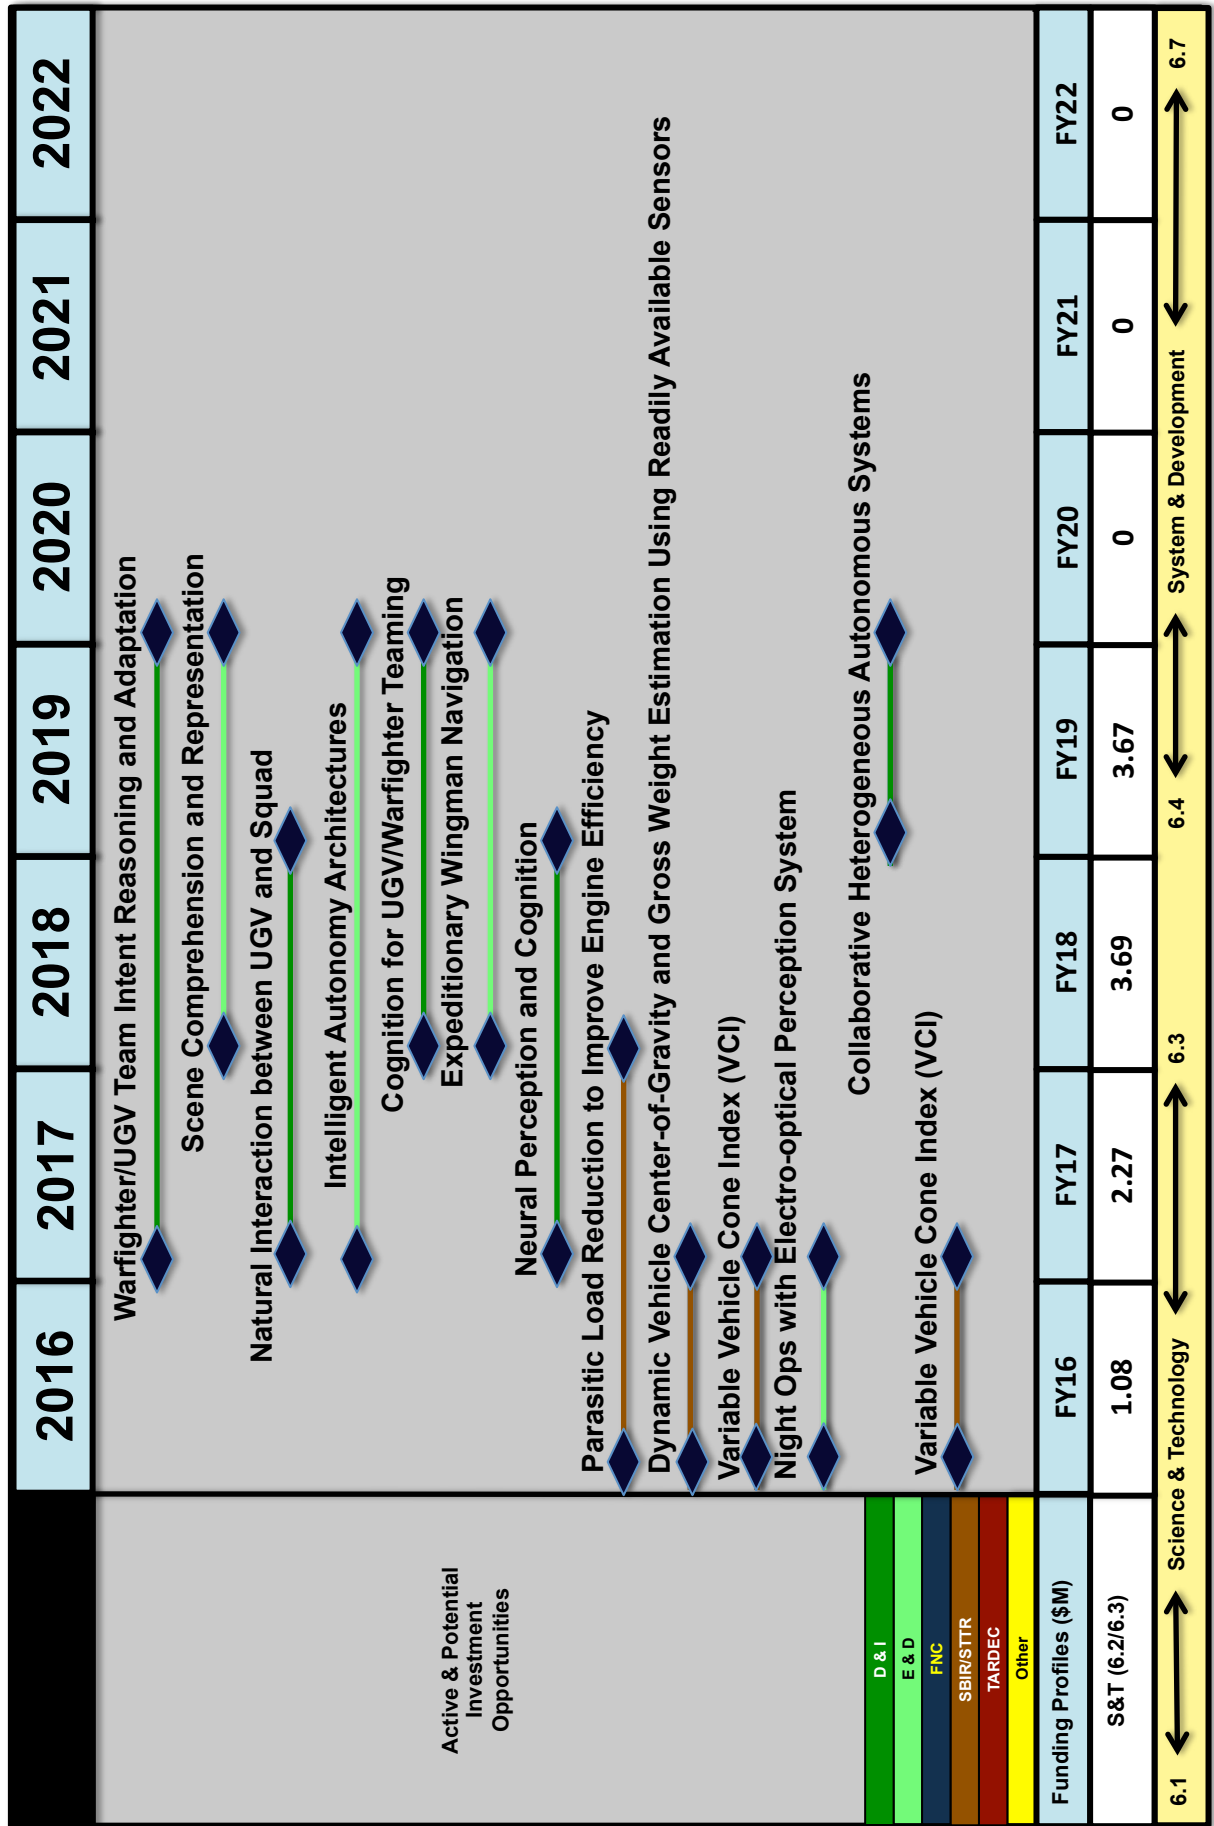 2016
2017
2018
2019
2020
2021
2022
Active & Potential
Investment
Opportunities
Warfighter/UGV Team Intent Reasoning and Adaptation
Scene Comprehension and Representation
Natural Interaction between UGV and Squad
Intelligent Autonomy Architectures
Cognition for UGV/Warfighter Teaming
Expeditionary Wingman Navigation
Neural Perception and Cognition
Parasitic Load Reduction to Improve Engine Efficiency
Dynamic Vehicle Center-of-Gravity and Gross Weight Estimation Using Readily Available Sensors
Variable Vehicle Cone Index (VCI)
Night Ops with Electro-optical Perception System
Collaborative Heterogeneous Autonomous Systems
Variable Vehicle Cone Index (VCI)
D & I
E & D
FNC
SBIR/STTR
TARDEC
Other
Funding Profiles ($M)
FY16
FY17
FY18
FY19
FY20
FY21
FY22
S&T (6.2/6.3)
1.08
2.27
3.69
3.67
0
0
0
6.1
Science & Technology
6.3
6.4
System & Development
6.7